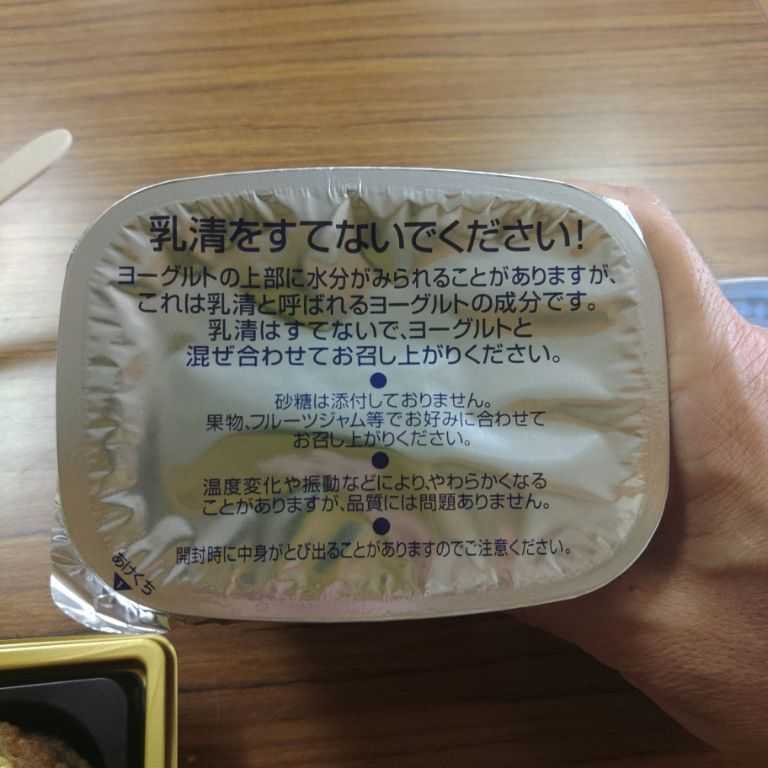 乳清をすてないでください!
ヨーグルトの上部に水分がみられることがありますが、
これは乳清と呼ばれるヨーグルトの成分です。
乳清はすてないで、ヨーグルトと
混ぜ合わせてお召し上がりください。
砂糖は添付しておりません。
果物、フルーツジャム等でお好みに合わせて
お召し上がりください。
温度変化や振動などにより、やわらかくなる
ことがありますが、品質には問題ありません。
開封時に中身がとび出ることがありますのでご注意ください。
あけくち